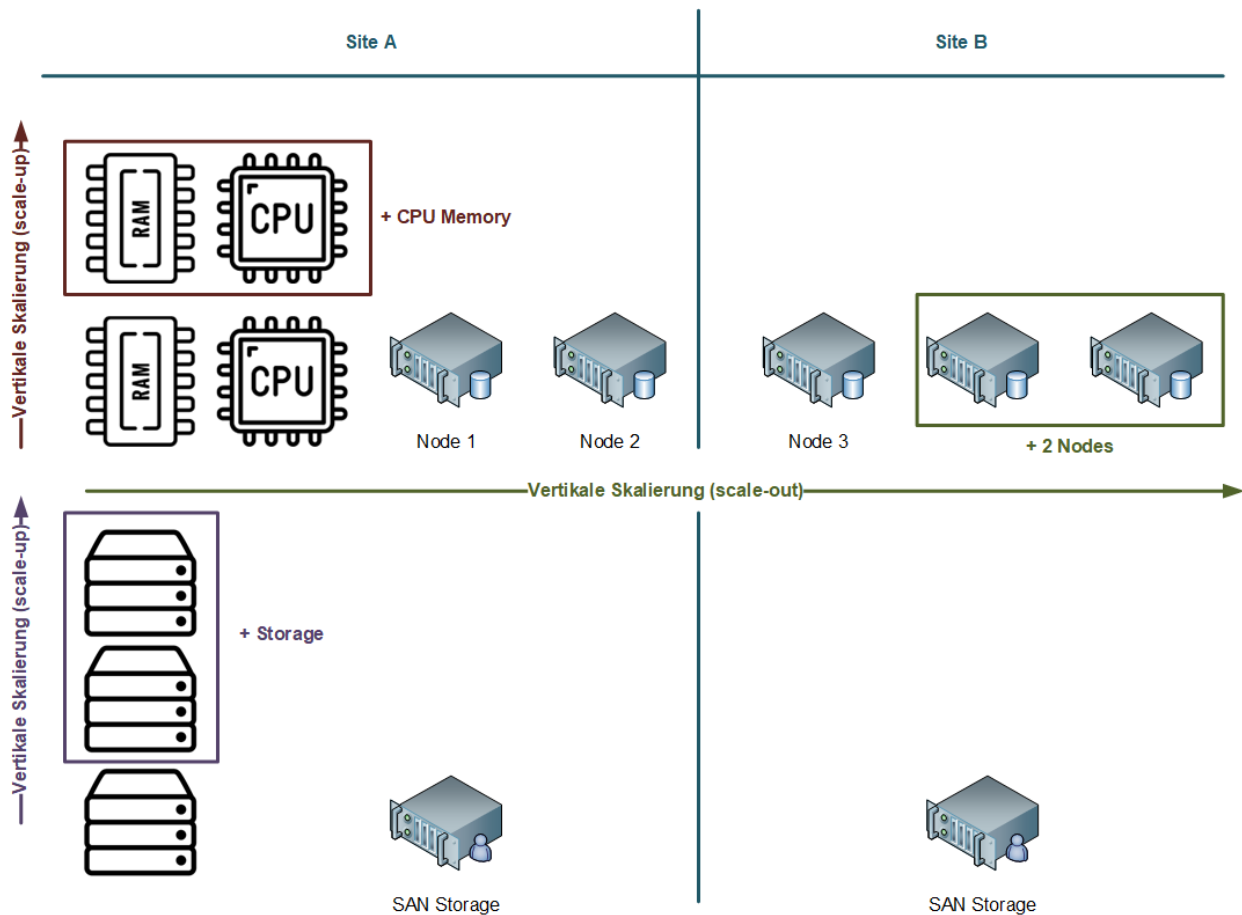 Site A
Site B
Vertikale Skalierung (scale-up)
RAM
CPU
+ CPU Memory
RAM
CPU
Node 1
Node 2
Node 3
+ 2 Nodes
Vertikale Skalierung (scale-out)
Vertikale Skalierung (scale-up)
+ Storage
SAN Storage
SAN Storage